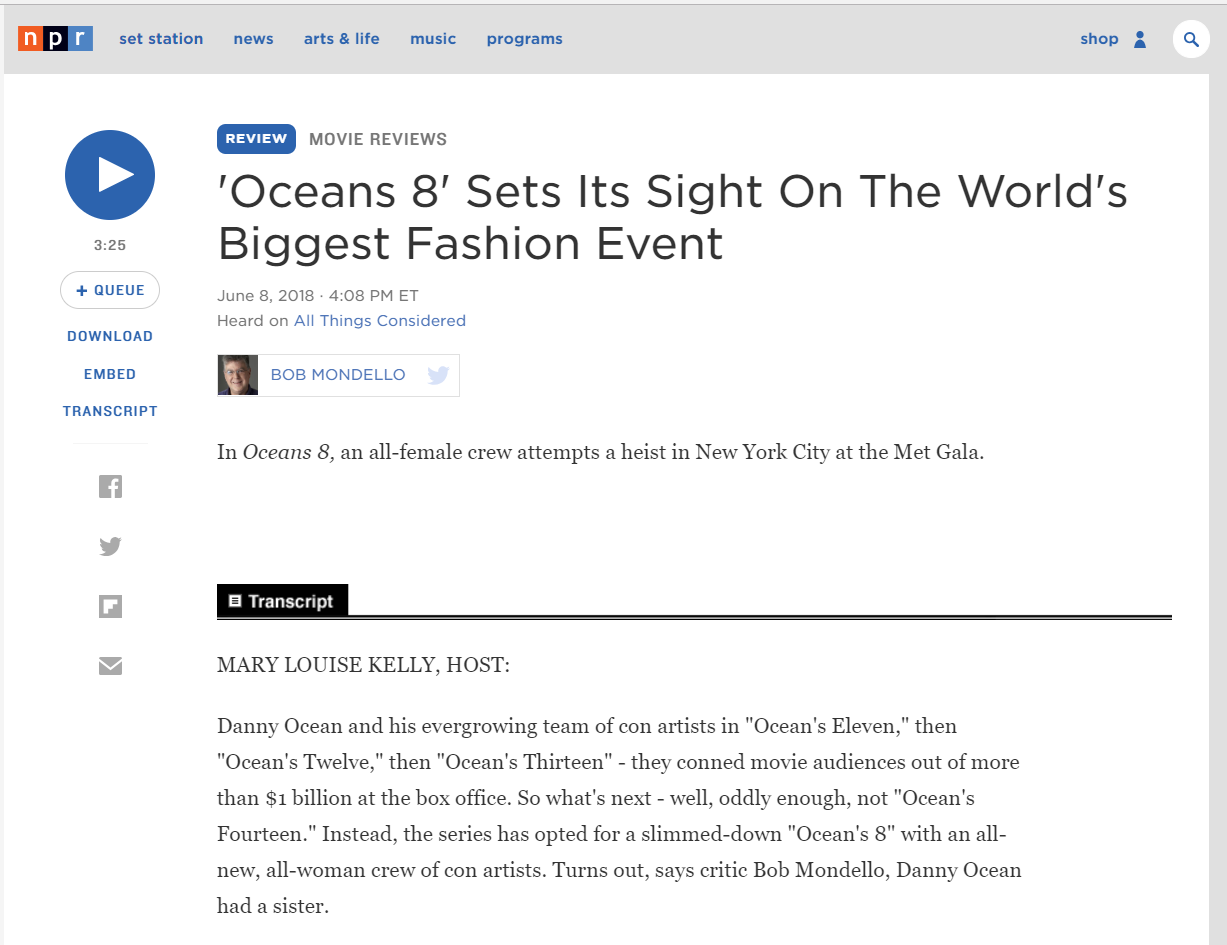 npr set station news arts & life music programs shop
REVIEW MOVIE REVIEWS
'Oceans 8' Sets Its Sight On The World's
Biggest Fashion Event
3:25
+ QUEUE
DOWNLOAD
EMBED
TRANSCRIPT
June 8, 2018 · 4:08 PM ET
Heard on All Things Considered
BOB MONDELLO
In Oceans 8, an all-female crew attempts a heist in New York City at the Met Gala.
Transcript
MARY LOUISE KELLY, HOST:
Danny Ocean and his evergrowing team of con artists in "Ocean's Eleven," then
"Ocean's Twelve," then "Ocean's Thirteen" - they conned movie audiences out of more
than $1 billion at the box office. So what's next - well, oddly enough, not "Ocean's
Fourteen." Instead, the series has opted for a slimmed-down "Ocean's 8" with an all-
new, all-woman crew of con artists. Turns out, says critic Bob Mondello, Danny Ocean
had a sister.